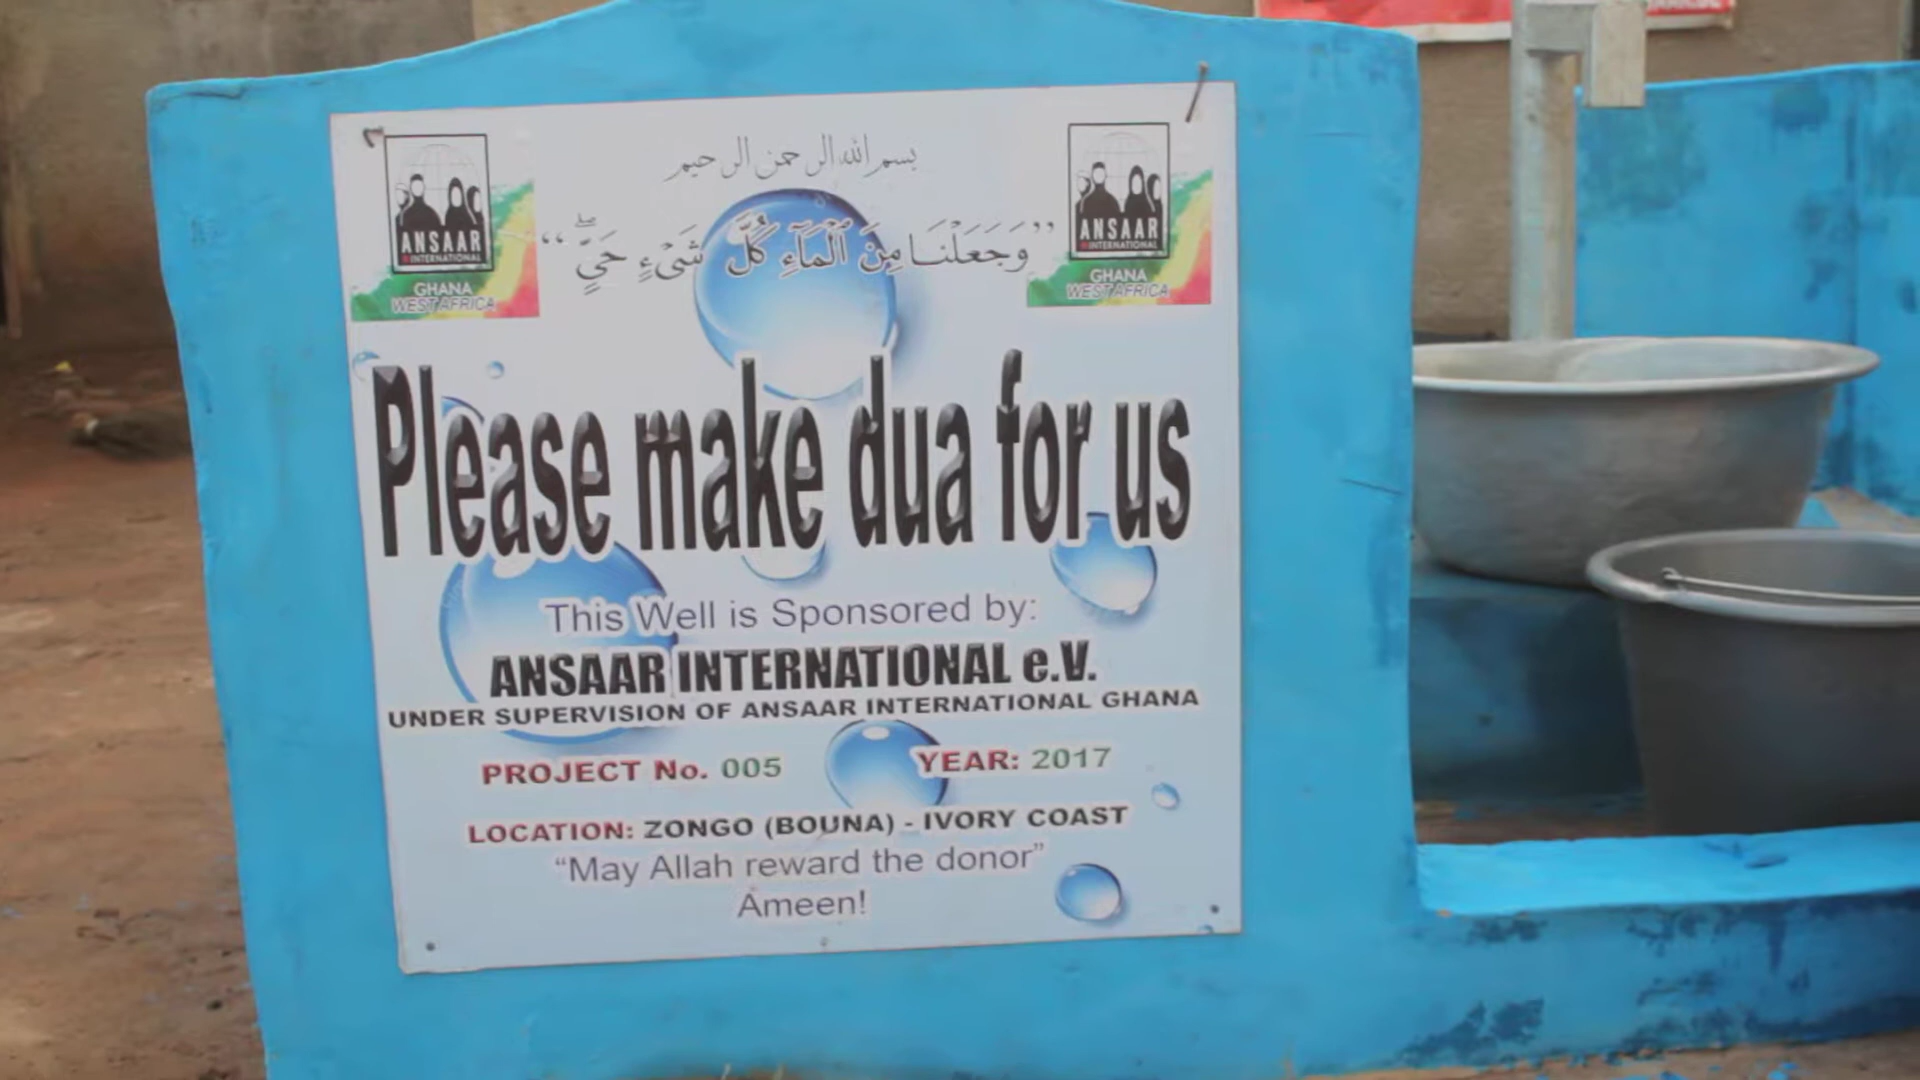 بسم الله الرحمن الرحيم
”وَجَعَلْنَا مِنَ ٱلْمَآءِ كُلَّ شَىْءٍ حَىٍّ ۖ“
ANSAAR
INTERNATIONAL
GHANA
WEST AFRICA
ANSAAR
INTERNATIONAL
GHANA
WEST AFRICA
Please make dua for us
This Well is Sponsored by:
ANSAAR INTERNATIONAL e.V.
UNDER SUPERVISION OF ANSAAR INTERNATIONAL GHANA
PROJECT No. 005 YEAR: 2017
LOCATION: ZONGO (BOUNA) - IVORY COAST
“May Allah reward the donor”
Ameen!